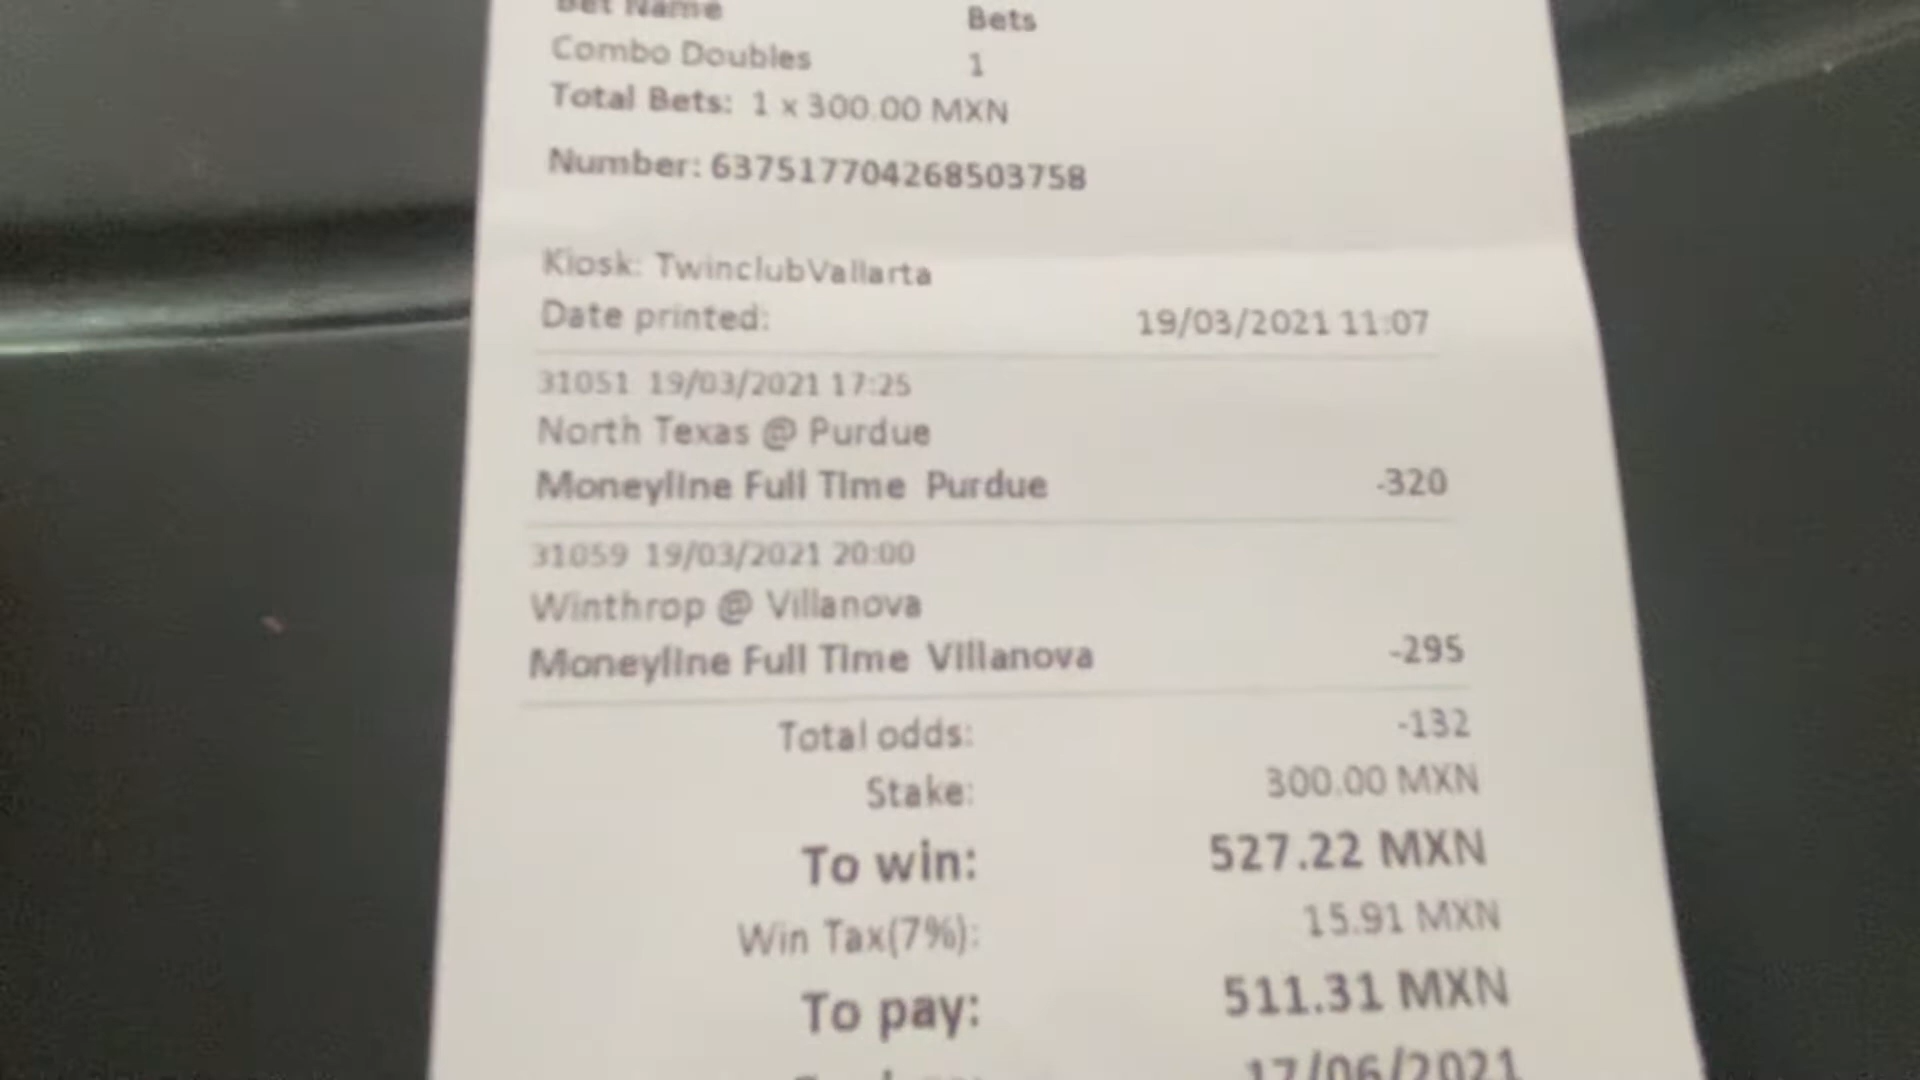 Bet Name Bets
Combo Doubles 1
Total Bets: 1 x 300.00 MXN
Number: 637517704268503758
Kiosk: TwinclubVallarta
Date printed: 19/03/2021 11:07
31051 19/03/2021 17:25
North Texas @ Purdue
Moneyline Full Time Purdue -320
31059 19/03/2021 20:00
Winthrop @ Villanova
Moneyline Full Time Villanova -295
Total odds: -132
Stake: 300.00 MXN
To win: 527.22 MXN
Win Tax(7%): 15.91 MXN
To pay: 511.31 MXN
17/06/2021